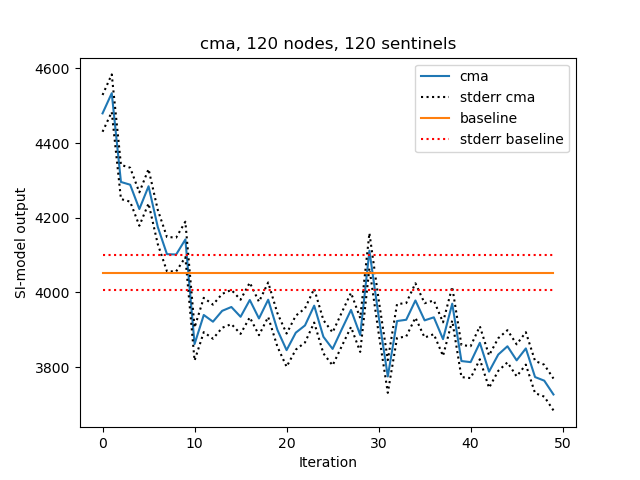 cma, 120 nodes, 120 sentinels
cma
stderr cma
baseline
stderr baseline
SI-model output
4600
4400
4200
4000
3800
0 10 20 30 40 50
Iteration